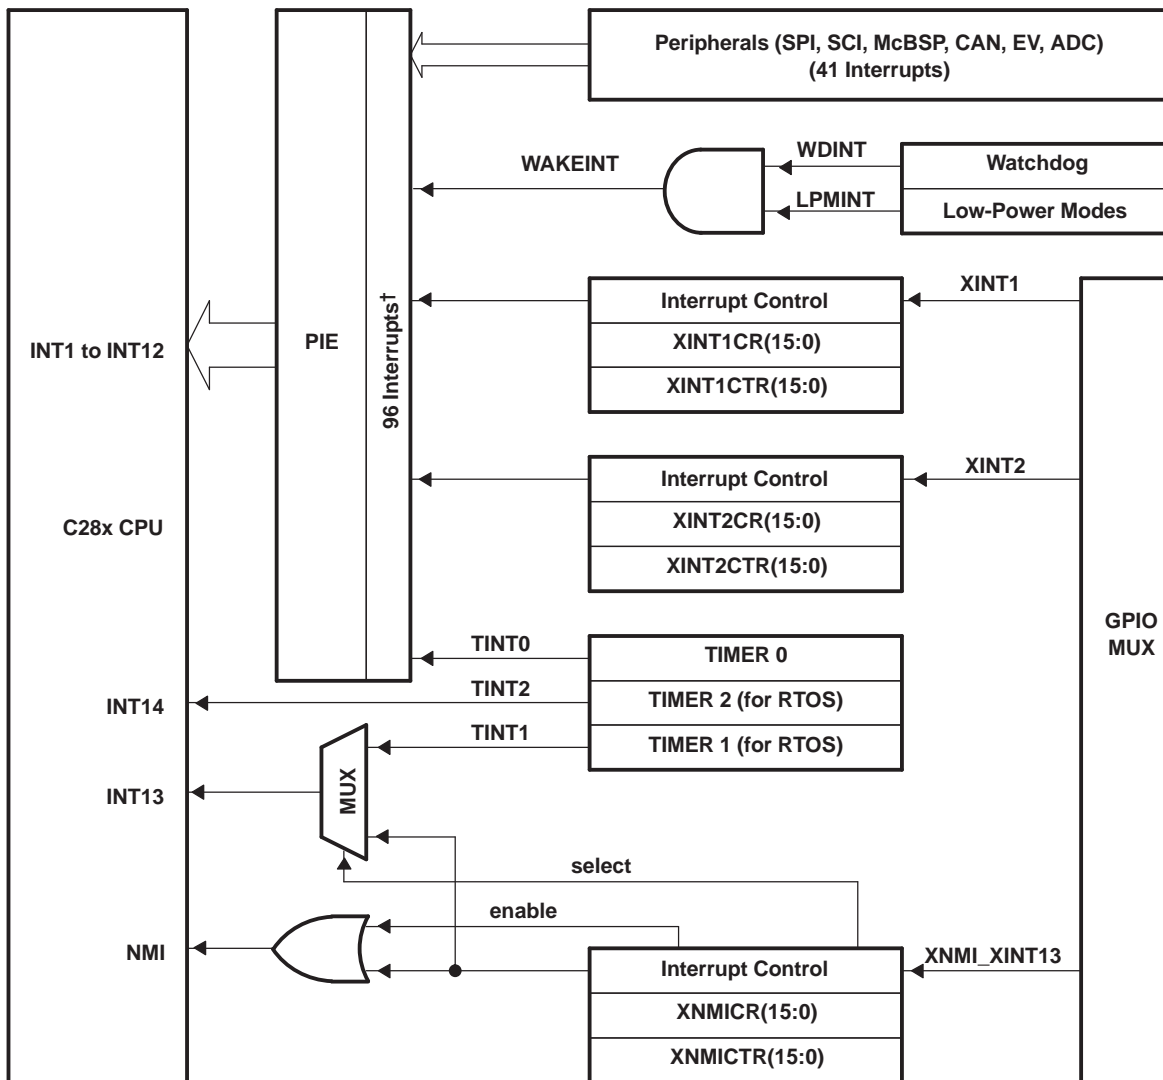 Peripherals (SPI, SCI, McBSP, CAN, EV, ADC)
(41 Interrupts)
WAKEINT
WDINT
Watchdog
LPMINT
Low-Power Modes
INT1 to INT12
PIE
96 Interrupts†
Interrupt Control
XINT1
XINT1CR(15:0)
XINT1CTR(15:0)
C28x CPU
Interrupt Control
XINT2
XINT2CR(15:0)
XINT2CTR(15:0)
GPIO
MUX
TINT0
TIMER 0
INT14
TINT2
TIMER 2 (for RTOS)
TINT1
TIMER 1 (for RTOS)
INT13
MUX
select
enable
NMI
Interrupt Control
XNMI_XINT13
XNMICR(15:0)
XNMICTR(15:0)